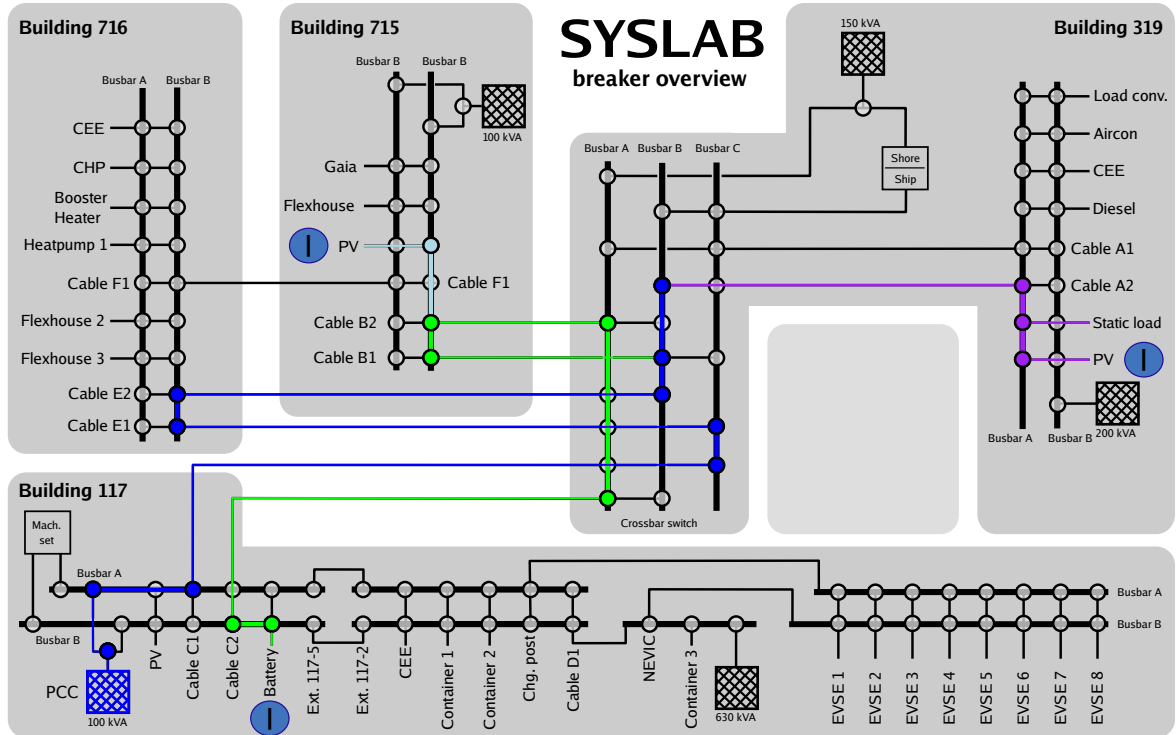 SYSLAB
breaker overview
Building 716
Busbar A
Busbar B
CEE
CHP
Booster
Heater
Heatpump 1
Cable F1
Flexhouse 2
Flexhouse 3
Cable E2
Cable E1
Building 715
Busbar B
Busbar B
100 kVA
Gaia
Flexhouse
I
PV
Cable F1
Cable B2
Cable B1
Busbar A
Busbar B
Busbar C
Crossbar switch
150 kVA
Shore
Ship
Building 319
Load conv.
Aircon
CEE
Diesel
Cable A1
Cable A2
Static load
PV
I
Busbar A
Busbar B
200 kVA
Building 117
Mach.
set
Busbar A
Busbar B
PCC
100 kVA
PV
Cable C1
Cable C2
Battery
I
Ext. 117-5
Ext. 117-2
CEE
Container 1
Container 2
Chg. post
Cable D1
NEVIC
Container 3
630 kVA
EVSE 1
EVSE 2
EVSE 3
EVSE 4
EVSE 5
EVSE 6
EVSE 7
EVSE 8
Busbar A
Busbar B